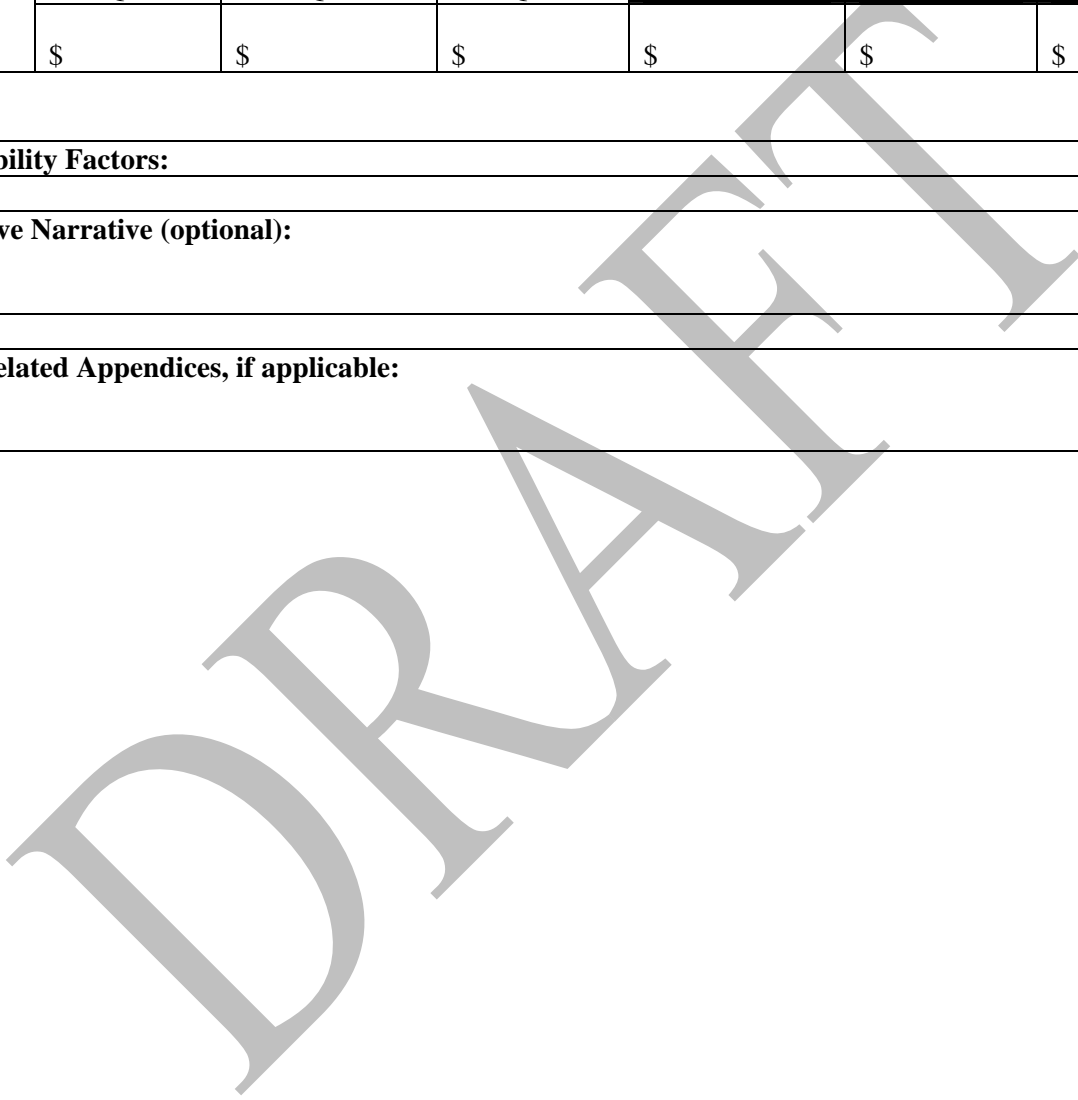 $ $ $ $ $ $
bility Factors:
ve Narrative (optional):
elated Appendices, if applicable:
DRAFT